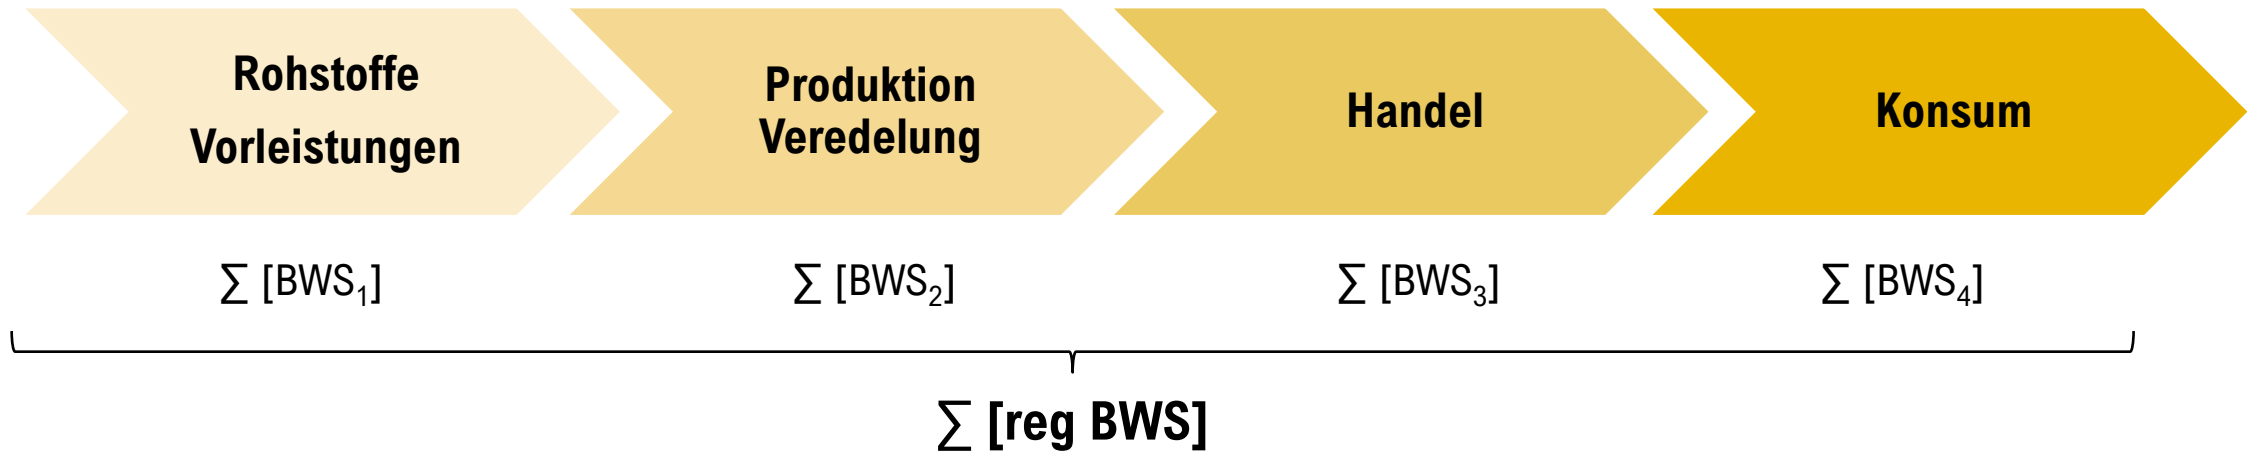 Rohstoffe
Vorleistungen
Produktion
Veredelung
Handel
Konsum
∑ [BWS₁]
∑ [BWS₂]
∑ [BWS₃]
∑ [BWS₄]
∑ [reg BWS]